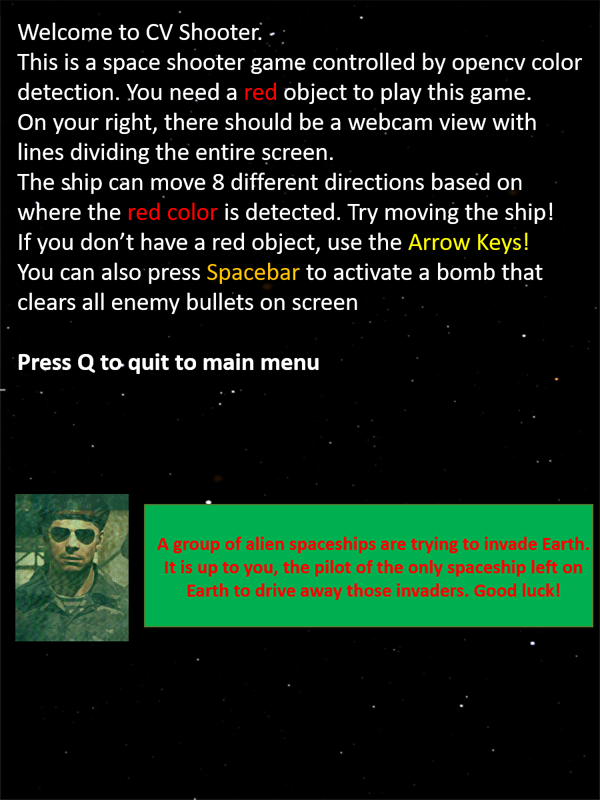 Welcome to CV Shooter.
This is a space shooter game controlled by opencv color
detection. You need a red object to play this game.
On your right, there should be a webcam view with
lines dividing the entire screen.
The ship can move 8 different directions based on
where the red color is detected. Try moving the ship!
If you don’t have a red object, use the Arrow Keys!
You can also press Spacebar to activate a bomb that
clears all enemy bullets on screen
Press Q to quit to main menu
A group of alien spaceships are trying to invade Earth.
It is up to you, the pilot of the only spaceship left on
Earth to drive away those invaders. Good luck!